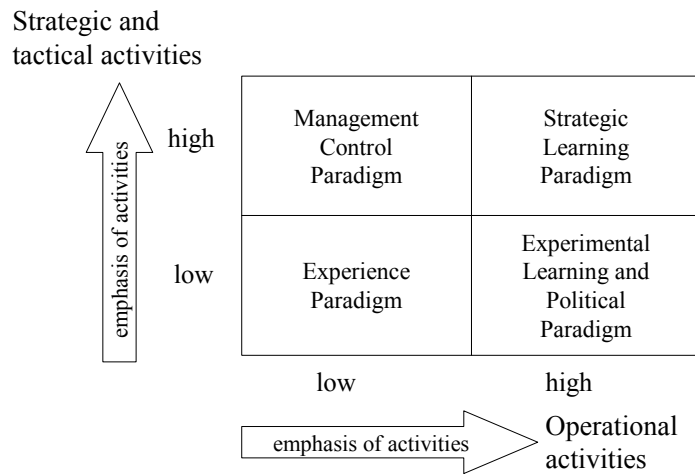 Strategic and
tactical activities
emphasis of activities
high
Management
Control
Paradigm
Strategic
Learning
Paradigm
low
Experience
Paradigm
Experimental
Learning and
Political
Paradigm
low
high
emphasis of activities
Operational
activities